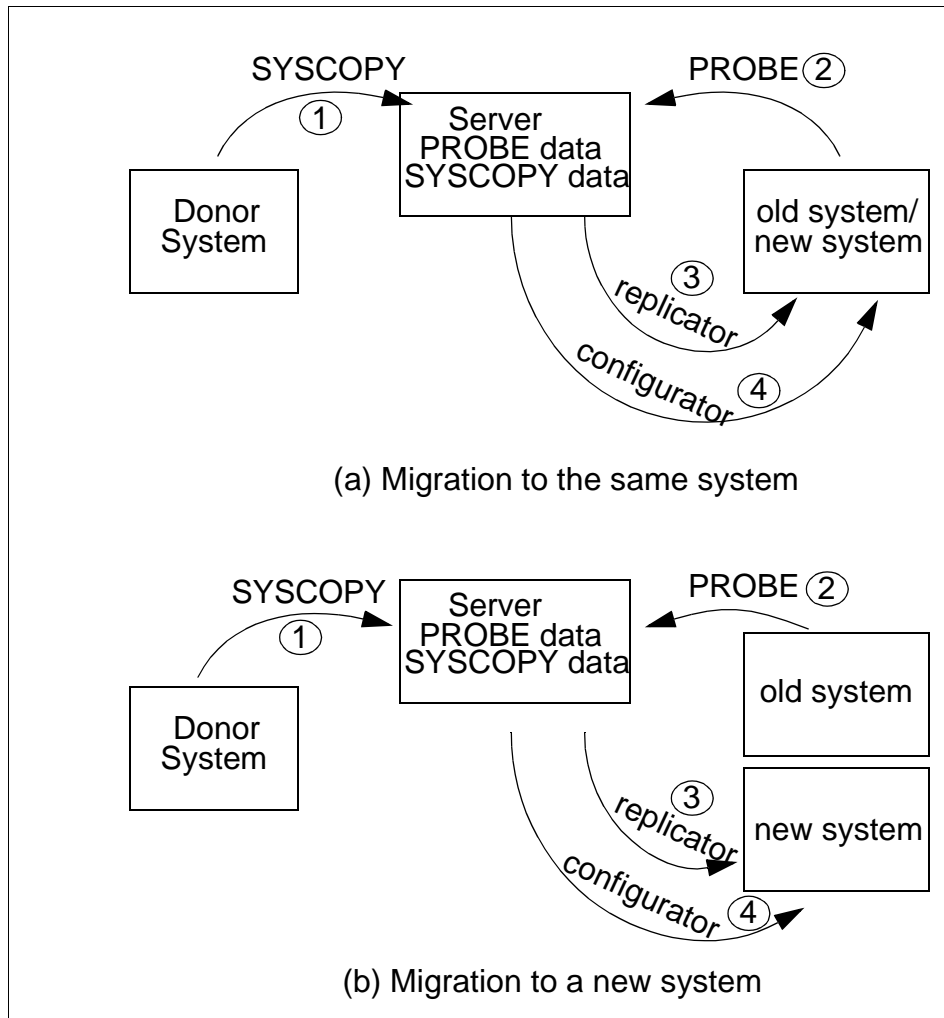 SYSCOPY
1
PROBE 2
Server
PROBE data
SYSCOPY data
Donor
System
old system/
new system
3
replicator
configurator 4
(a) Migration to the same system
SYSCOPY
1
PROBE 2
Server
PROBE data
SYSCOPY data
old system
Donor
System
3
replicator
new system
configurator 4
(b) Migration to a new system